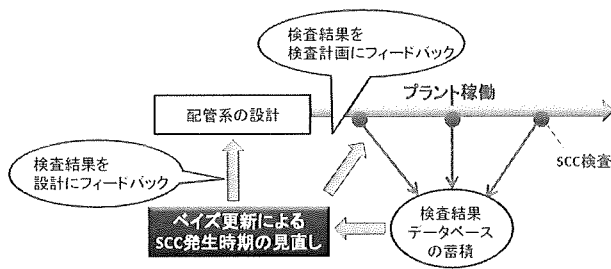 検査結果を
検査計画にフィードバック
プラント稼働
配管系の設計
SCC検査
検査結果を
設計にフィードバック
ベイズ更新による
SCC発生時期の見直し
検査結果
データベース
の蓄積